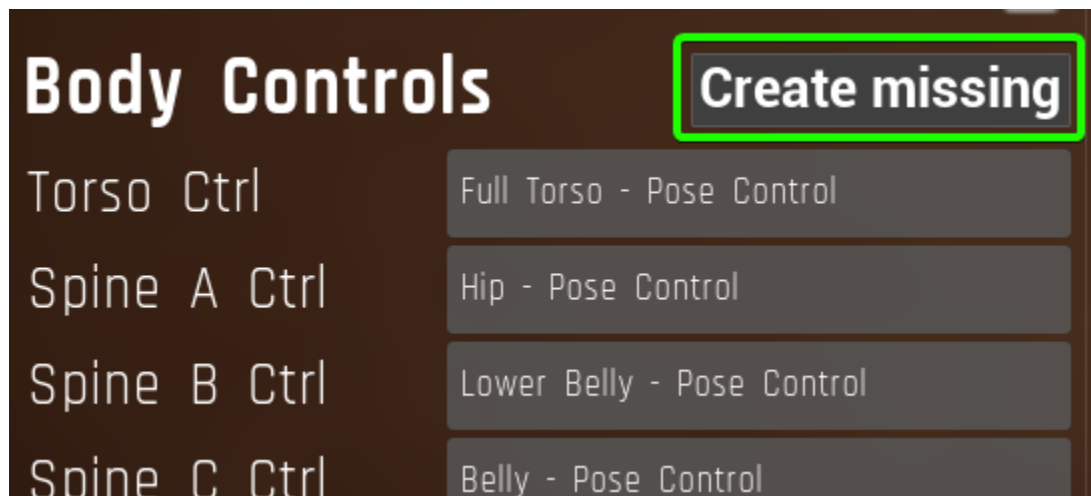 Body Controls Create missing
Torso Ctrl Full Torso - Pose Control
Spine A Ctrl Hip - Pose Control
Spine B Ctrl Lower Belly - Pose Control
Spine C Ctrl Belly - Pose Control